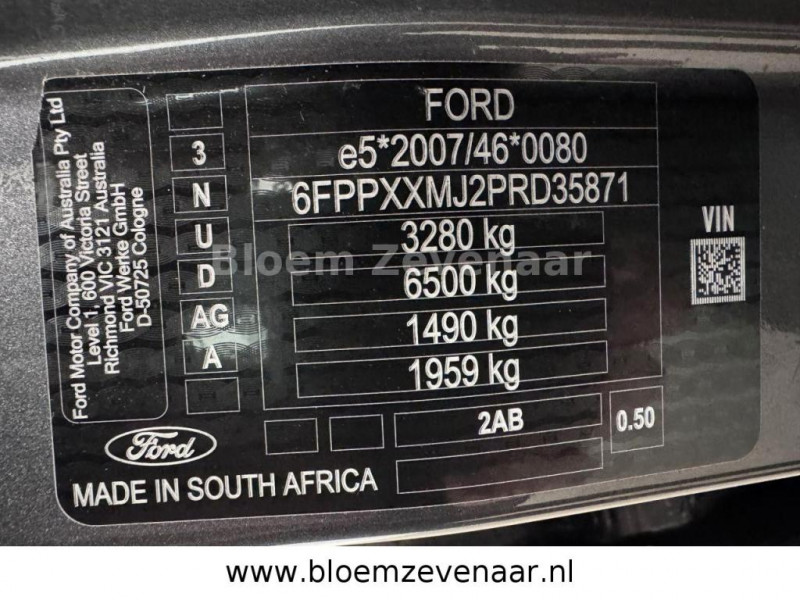 Ford Motor Company of Australia Pty Ltd
Level 1, 600 Victoria Street
Richmond VIC 3121 Australia
Ford Werke GmbH
D-50725 Cologne
3
N
U
D
AG
A
FORD
e5*2007/46*0080
6FPPXXMJ2PRD35871
3280 kg
6500 kg
1490 kg
1959 kg
2AB
0.50
VIN
Ford
MADE IN SOUTH AFRICA
Bloem Zevenaar
www.bloemzevenaar.nl